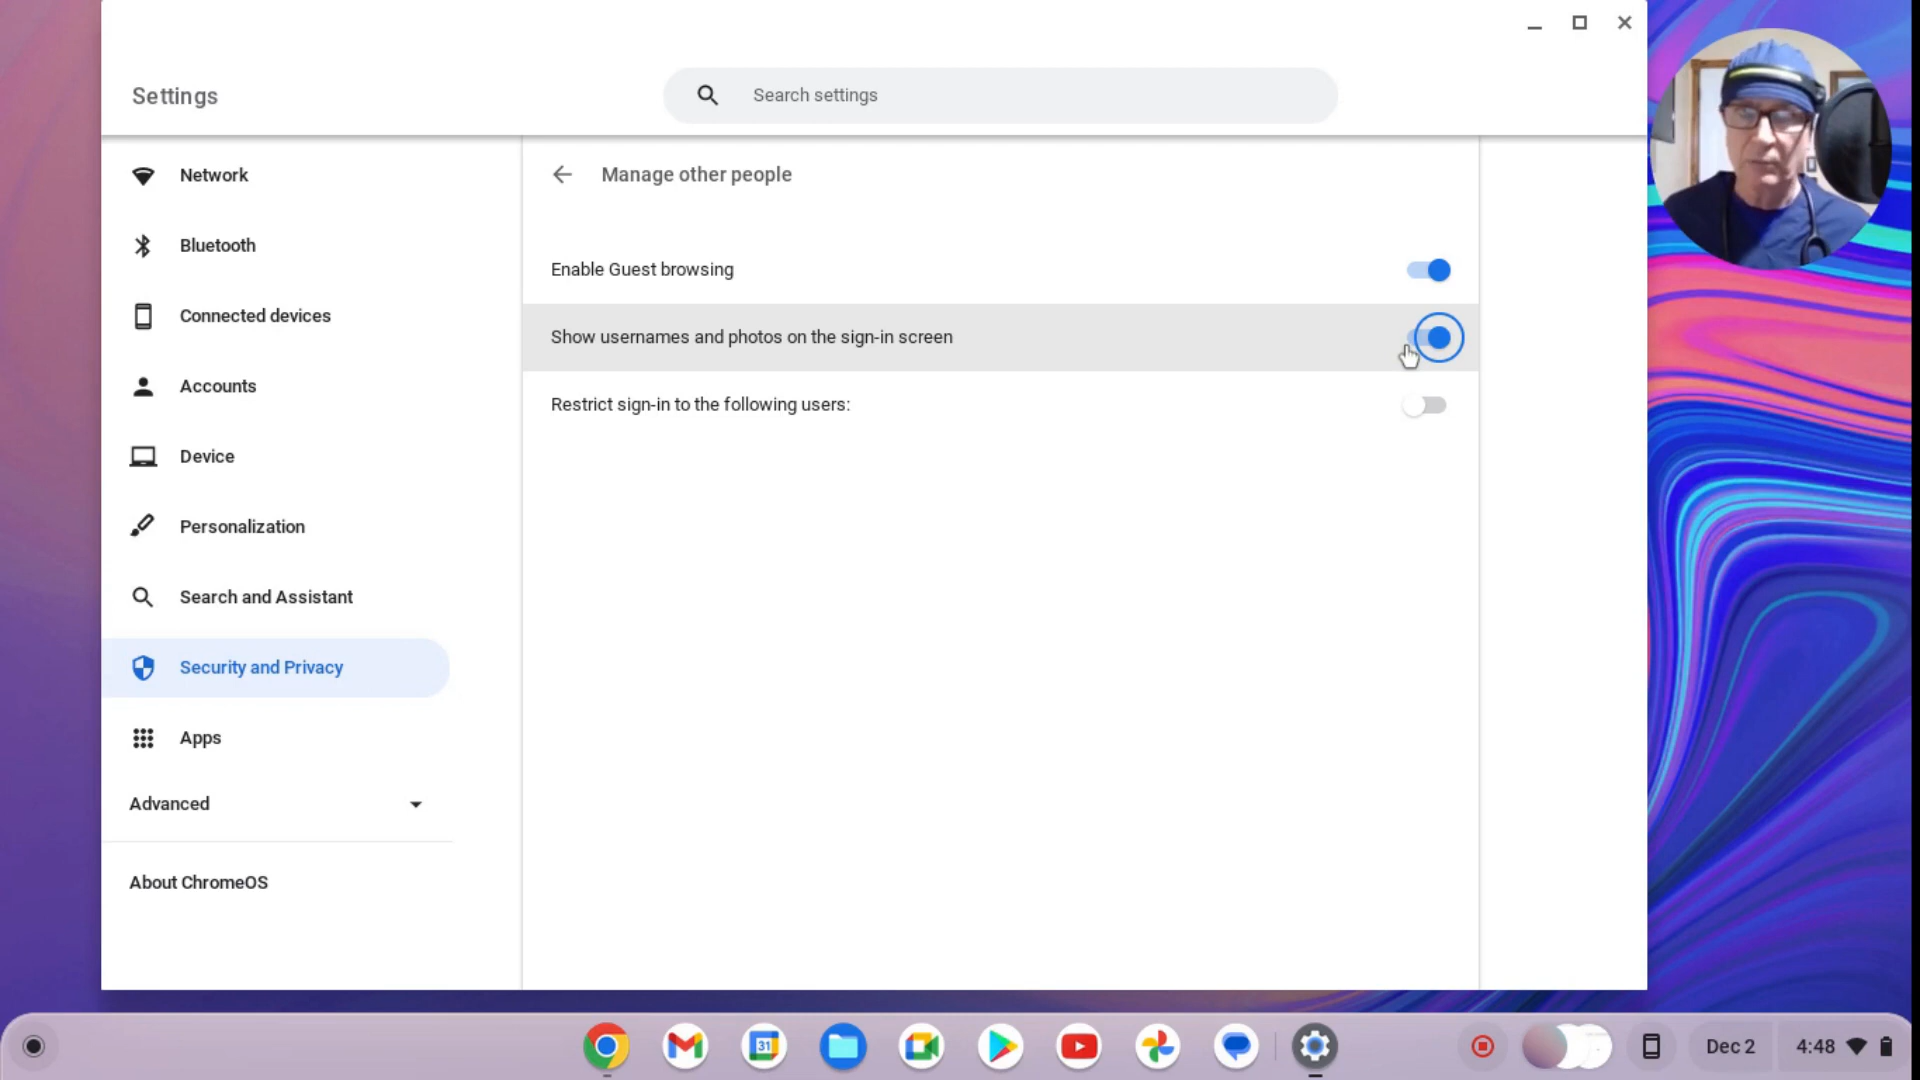 Settings
Search settings
Network
Bluetooth
Connected devices
Accounts
Device
Personalization
Search and Assistant
Security and Privacy
Apps
Advanced
About ChromeOS
Manage other people
Enable Guest browsing
Show usernames and photos on the sign-in screen
Restrict sign-in to the following users:
31
Dec 2
4:48